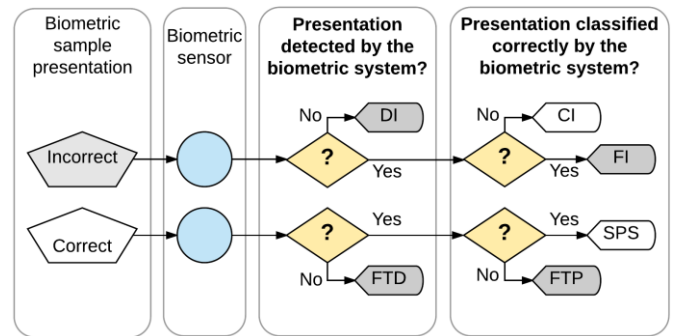 Biometric
sample
presentation
Biometric
sensor
Presentation
detected by the
biometric system?
Presentation classified
correctly by the
biometric system?
No
DI
No
CI
Incorrect
?
Yes
?
Yes
FI
Correct
?
Yes
?
Yes
SPS
No
FTD
No
FTP